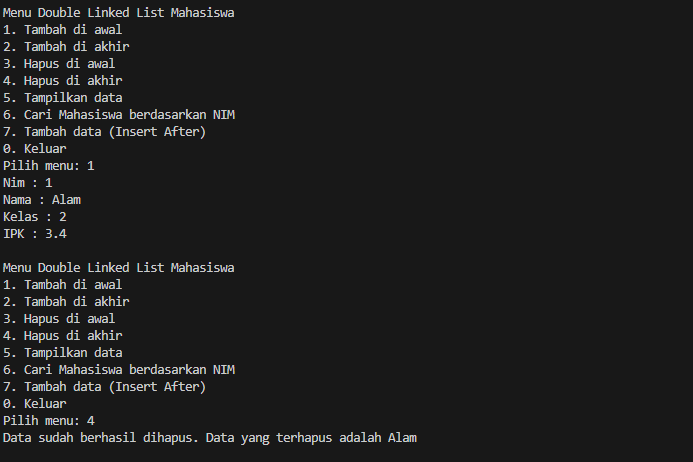 Menu Double Linked List Mahasiswa
1. Tambah di awal
2. Tambah di akhir
3. Hapus di awal
4. Hapus di akhir
5. Tampilkan data
6. Cari Mahasiswa berdasarkan NIM
7. Tambah data (Insert After)
0. Keluar
Pilih menu: 1
Nim : 1
Nama : Alam
Kelas : 2
IPK : 3.4

Menu Double Linked List Mahasiswa
1. Tambah di awal
2. Tambah di akhir
3. Hapus di awal
4. Hapus di akhir
5. Tampilkan data
6. Cari Mahasiswa berdasarkan NIM
7. Tambah data (Insert After)
0. Keluar
Pilih menu: 4
Data sudah berhasil dihapus. Data yang terhapus adalah Alam